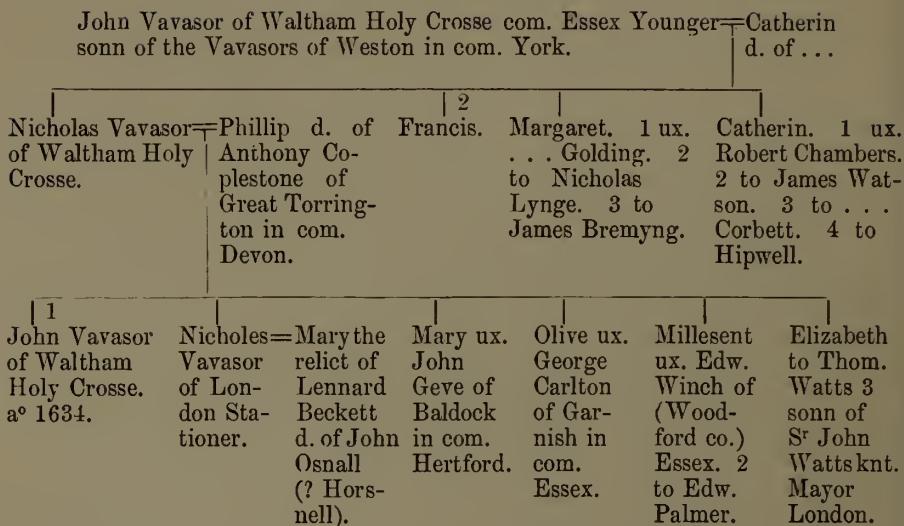 John Vavasor of Waltham Holy Crosse com. Essex Younger=Catherin
sonn of the Vavasors of Weston in com. York. d. of ...
2
Nicholas Vavasor=Phillip d. of
of Waltham Holy Anthony Co-
Crosse. plestone of
Great Torring-
ton in com.
Devon.
Francis.
Margaret. 1 ux.
. . . Golding. 2
to Nicholas
Lynge. 3 to
James Bremyng.
Catherin. 1 ux.
Robert Chambers.
2 to James Wat-
son. 3 to . . .
Corbett. 4 to
Hipwell.
1
John Vavasor
of Waltham
Holy Crosse.
aº 1634.
Nicholes=Mary the
Vavasor relict of
of Lon- Lennard
don Sta- Beckett
tioner. d. of John
Osnall
(? Hors-
nell).
Mary ux.
John
Geve of
Baldock
in com.
Hertford.
Olive ux.
George
Carlton
of Gar-
nish in
com.
Essex.
Millesent
ux. Edw.
Winch of
(Wood-
ford co.)
Essex. 2
to Edw.
Palmer.
Elizabeth
to Thom.
Watts 3
sonn of
Sʳ John
Watts knt.
Mayor
London.